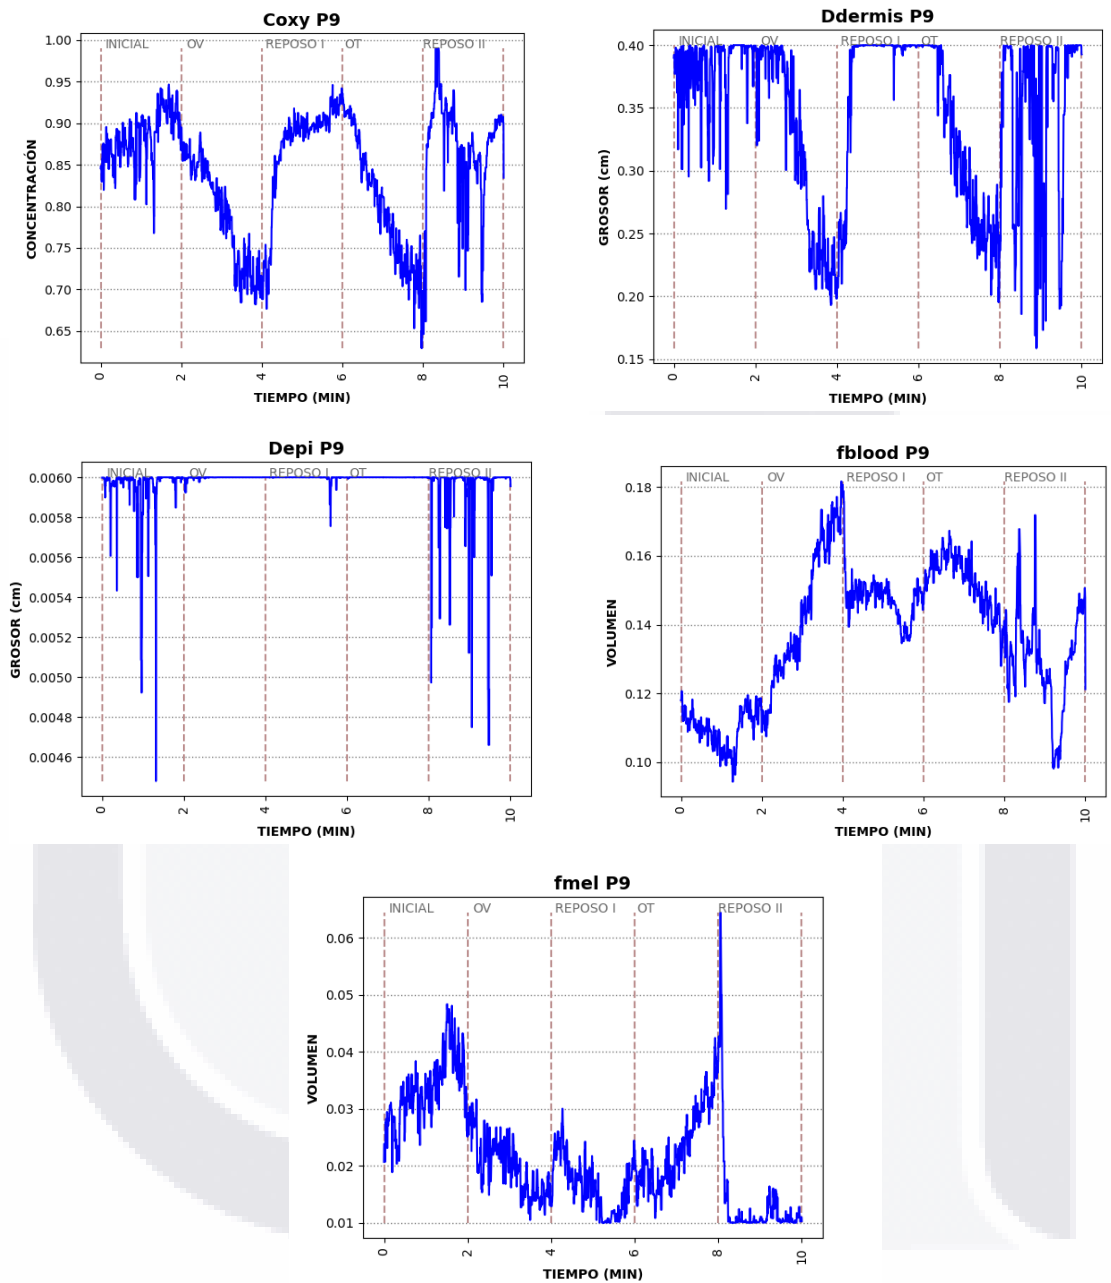 Coxy P9
INICIAL OV REPOSO I OT REPOSO II
1.00
0.95
0.90
0.85
0.80
0.75
0.70
0.65
CONCENTRACIÓN
0 2 4 6 8 10
TIEMPO (MIN)
Ddermis P9
INICIAL OV REPOSO I OT REPOSO II
0.40
0.35
0.30
0.25
0.20
0.15
GROSOR (cm)
0 2 4 6 8 10
TIEMPO (MIN)
Depi P9
INICIAL OV REPOSO I OT REPOSO II
0.0060
0.0058
0.0056
0.0054
0.0052
0.0050
0.0048
0.0046
GROSOR (cm)
0 2 4 6 8 10
TIEMPO (MIN)
fblood P9
INICIAL OV REPOSO I OT REPOSO II
0.18
0.16
0.14
0.12
0.10
VOLUMEN
0 2 4 6 8 10
TIEMPO (MIN)
fmel P9
INICIAL OV REPOSO I OT REPOSO II
0.06
0.05
0.04
0.03
0.02
0.01
VOLUMEN
0 2 4 6 8 10
TIEMPO (MIN)